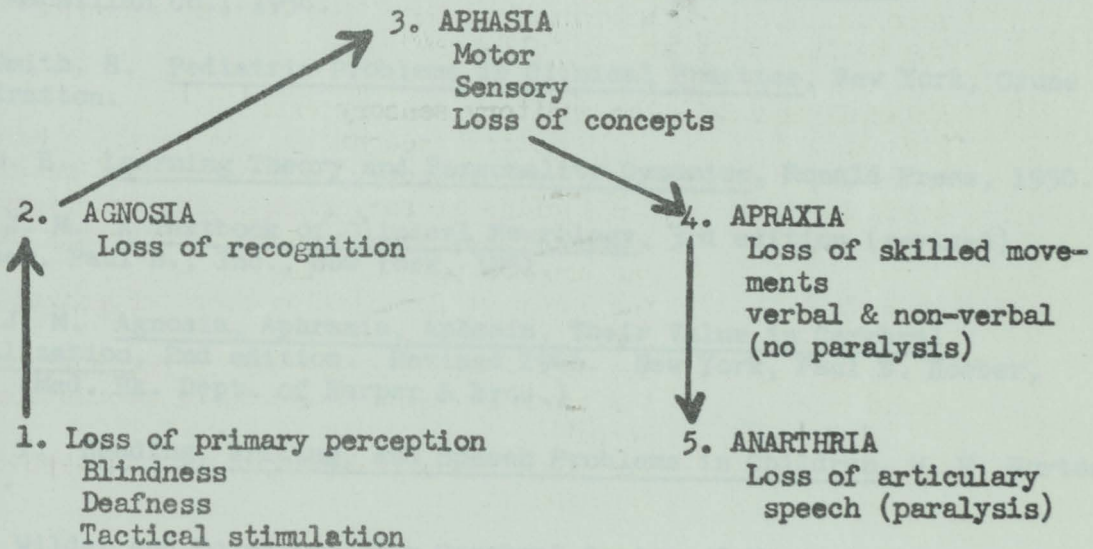 3. APHASIA
Motor
Sensory
Loss of concepts
2. AGNOSIA
Loss of recognition
4. APRAXIA
Loss of skilled move-
ments
verbal & non-verbal
(no paralysis)
1. Loss of primary perception
Blindness
Deafness
Tactical stimulation
5. ANARTHRIA
Loss of articulary
speech (paralysis)